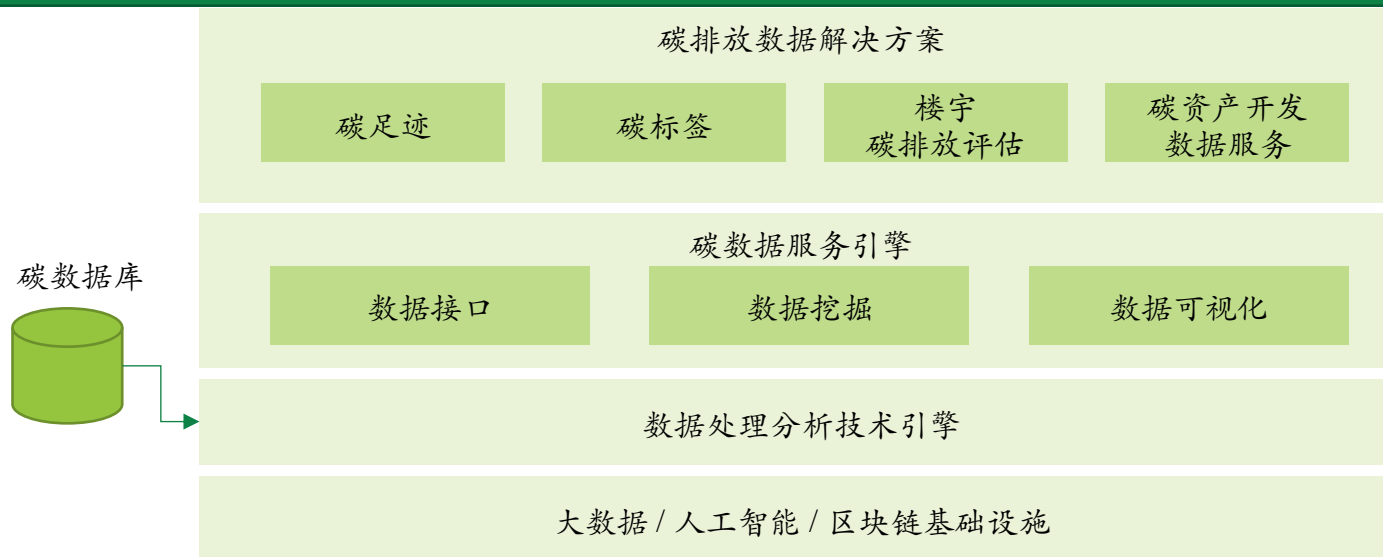 碳排放数据解决方案
碳足迹
碳标签
楼宇
碳排放评估
碳资产开发
数据服务
碳数据服务引擎
碳数据库
数据接口
数据挖掘
数据可视化
数据处理分析技术引擎
大数据 / 人工智能 / 区块链基础设施